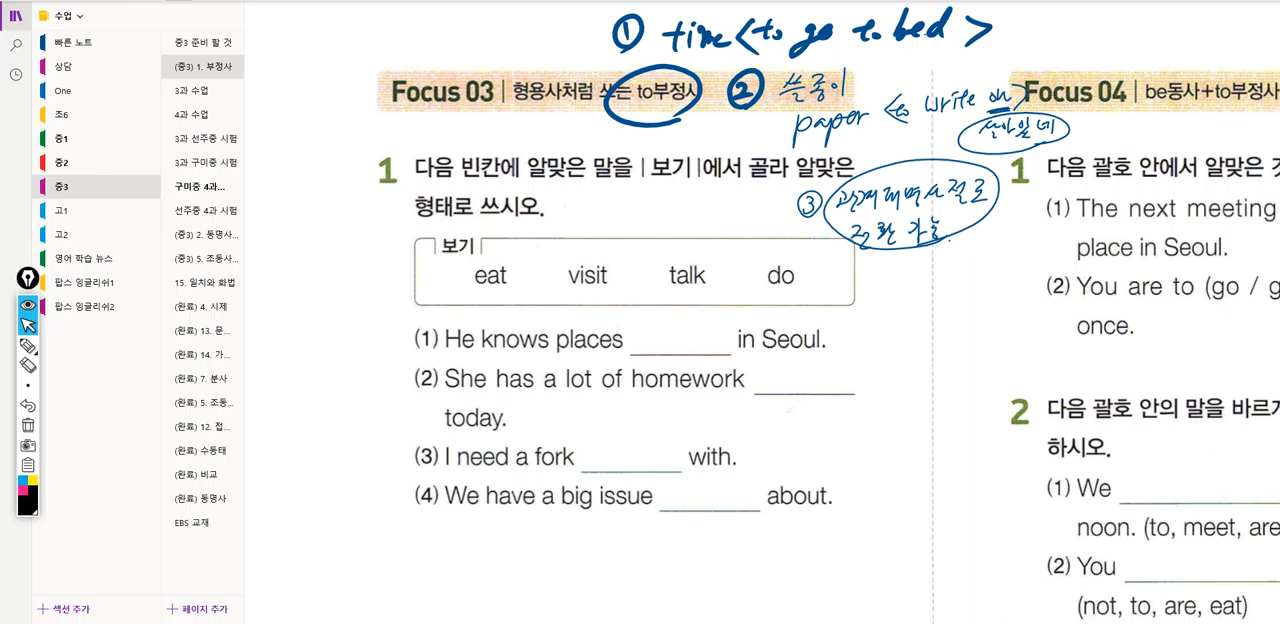 수업
빠른 노트
상담
One
초6
중1
중2
중3
고1
고2
영어 학습 뉴스
팝스 잉글리쉬1
팝스 잉글리쉬2
섹션 추가
중3 준비 할 것
(중3) 1. 부정사
3과 수업
4과 수업
3과 선주중 시험
3과 구미중 시험
구미중 4과...
선주중 4과 시험
(중3) 2. 동명사...
(중3) 5. 조동사...
15. 일치와 화법
(완료) 4. 시제
(완료) 13. 문...
(완료) 14. 가...
(완료) 7. 분사
(완료) 5. 조동...
(완료) 12. 접...
(완료) 수동태
(완료) 비교
(완료) 동명사
EBS 교재
페이지 추가
① time <to go to bed>
Focus 03 | 형용사처럼 쓰는 to부정사
② 쓸 종이
paper <to write on>
살아있네
③ 관계대명사절로
전환 가능.
1 다음 빈칸에 알맞은 말을 |보기|에서 골라 알맞은
형태로 쓰시오.
보기
eat visit talk do
(1) He knows places ________ in Seoul.
(2) She has a lot of homework ________
today.
(3) I need a fork ________ with.
(4) We have a big issue ________ about.
Focus 04 | be동사+to부정사
1 다음 괄호 안에서 알맞은
(1) The next meeting
place in Seoul.
(2) You are to (go / g
once.
2 다음 괄호 안의 말을 바르게
하시오.
(1) We ________
noon. (to, meet, are
(2) You ________
(not, to, are, eat)